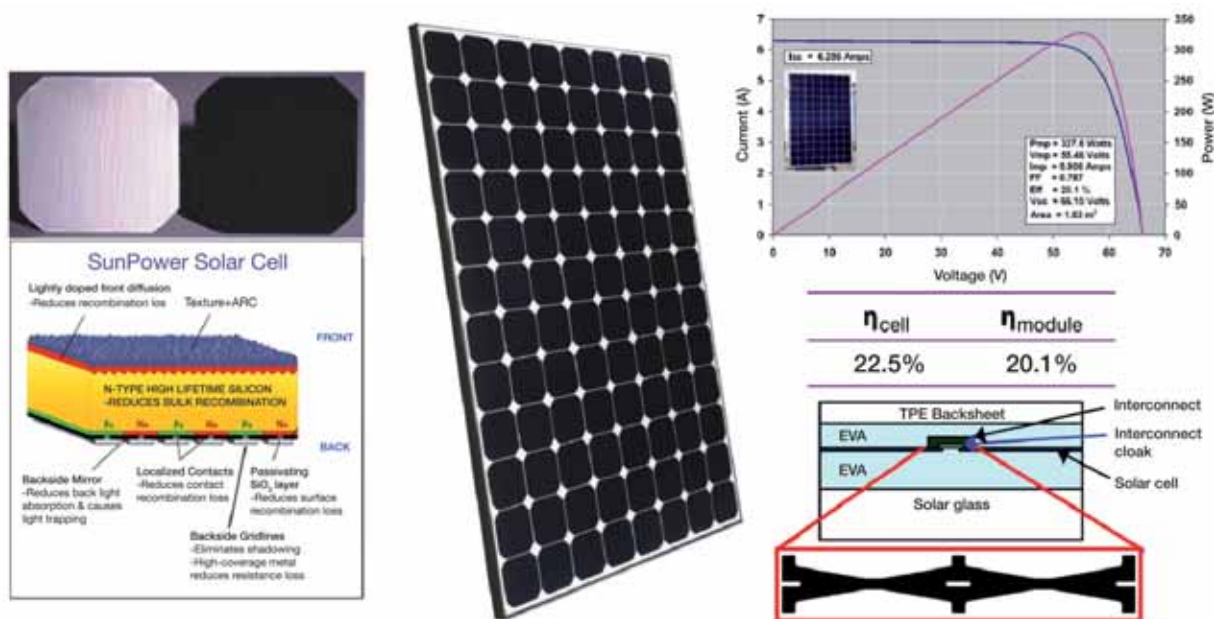 SunPower Solar Cell
Lightly doped front diffusion
-Reduces recombination los
Texture+ARC
FRONT
N-TYPE HIGH LIFETIME SILICON
-REDUCES BULK RECOMBINATION
BACK
Backside Mirror
-Reduces back light
absorption & causes
light trapping
Localized Contacts
-Reduces contact
recombination loss
Passivating
SiO₂ layer
-Reduces surface
recombination loss
Backside Gridlines
-Eliminates shadowing
-High-coverage metal
reduces resistance loss
7
6
5
4
3
2
1
0
Current (A)
350
300
250
200
150
100
50
0
Power (W)
0 10 20 30 40 50 60 70
Voltage (V)
= 6.286 Amps
Pmp = 327.6 Watts
Vmp = 55.46 Volts
Imp = Amps
FF = 0.787
Eff = 20.1 %
Voc = Volts
Area = 1.63 m²
ηcell ηmodule
22.5% 20.1%
TPE Backsheet
EVA
EVA
Solar glass
Interconnect
Interconnect
cloak
Solar cell